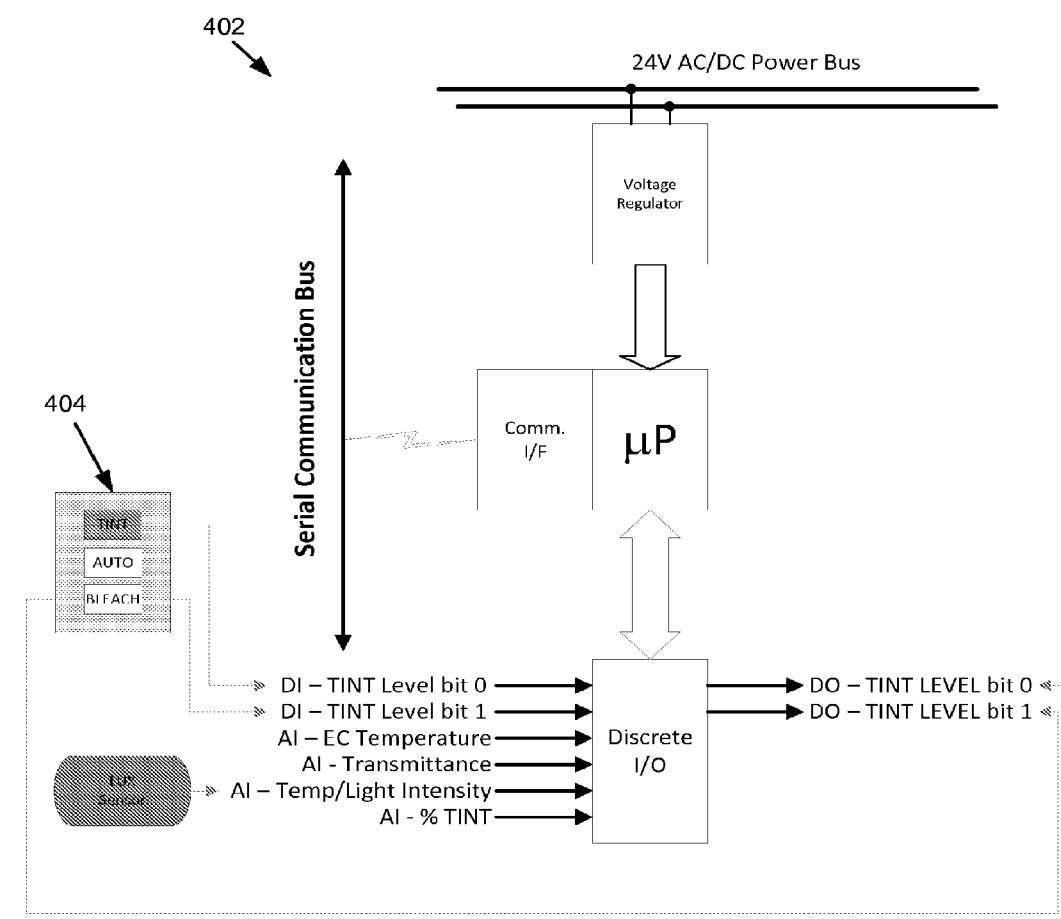 402
24V AC/DC Power Bus
Voltage
Regulator
Serial Communication Bus
Comm.
I/F
µP
404
TINT
AUTO
BLEACH
DI – TINT Level bit 0
DI – TINT Level bit 1
AI – EC Temperature
AI - Transmittance
AI – Temp/Light Intensity
AI - % TINT
Discrete
I/O
DO – TINT LEVEL bit 0
DO – TINT LEVEL bit 1
LUX
Sensor